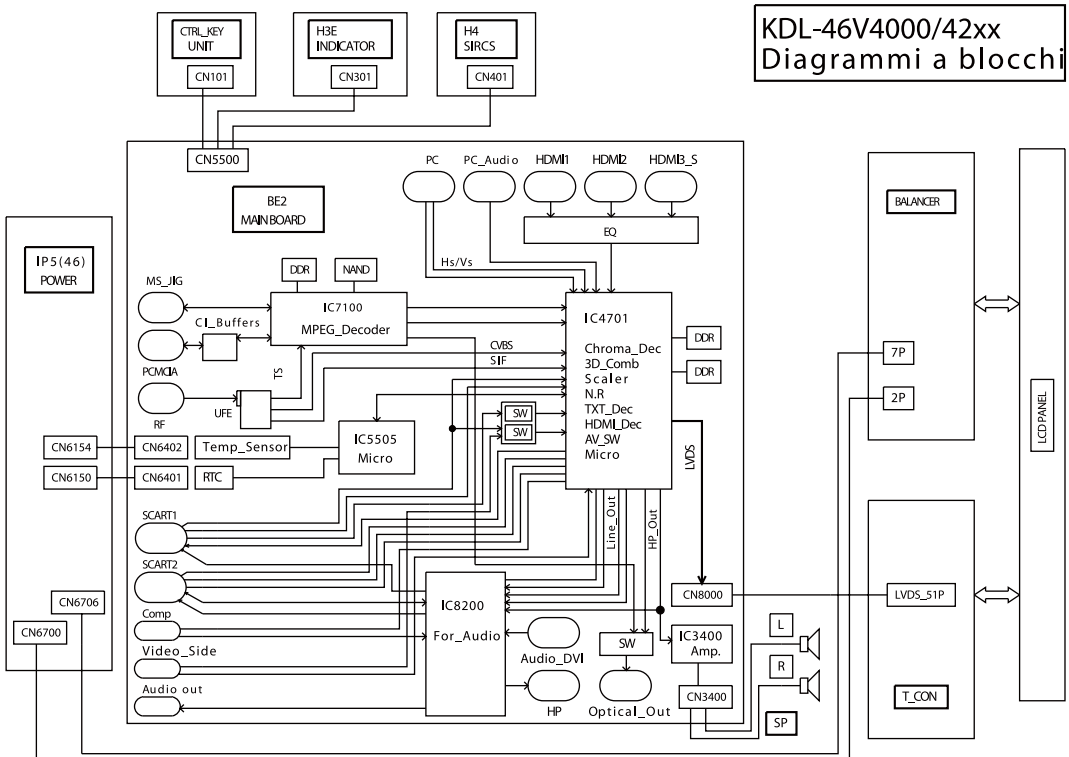 KDL-46V4000/42xx
Diagrammi a blocchi
CTRL_KEY
UNIT
CN101
H3E
INDICATOR
CN301
H4
SIRCS
CN401
CN5500
BE2
MAIN BOARD
PC
PC_Audio
HDMI1
HDMI2
HDMI3_S
EQ
Hs/Vs
IP5(46)
POWER
MS_JIG
DDR
NAND
IC7100
MPEG_Decoder
CI_Buffers
PCMCIA
TS
CVBS
SIF
UFE
RF
IC4701
Chroma_Dec
3D_Comb
Scaler
N.R
TXT_Dec
HDMI_Dec
AV_SW
Micro
DDR
DDR
SW
SW
LVDS
CN6154
CN6402
Temp_Sensor
IC5505
Micro
CN6150
CN6401
RTC
SCART1
SCART2
Line_Out
HP_Out
CN6706
CN6700
Comp
Video_Side
Audio out
IC8200
For_Audio
Audio_DVI
HP
SW
Optical_Out
CN8000
IC3400
Amp.
CN3400
L
R
SP
BALANCER
7P
2P
LVDS_51P
T_CON
LCD PANEL